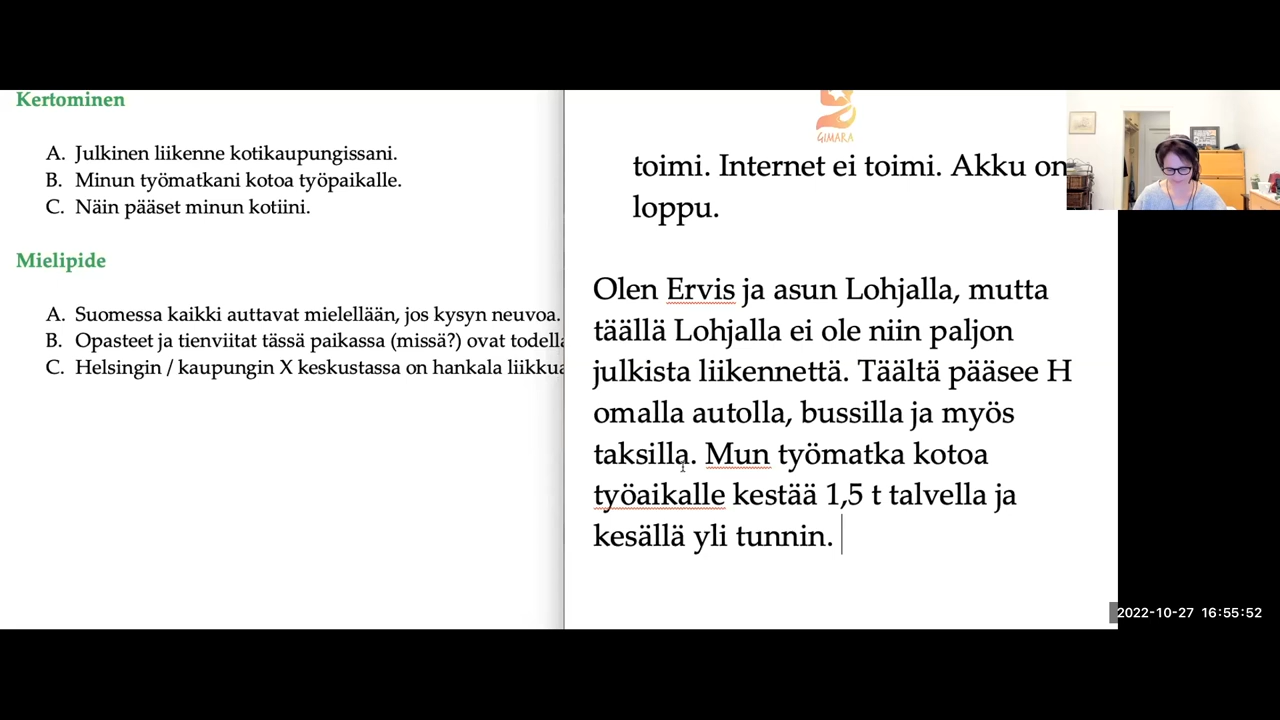 Kertominen
A. Julkinen liikenne kotikaupungissani.
B. Minun työmatkani kotoa työpaikalle.
C. Näin pääset minun kotiini.
Mielipide
A. Suomessa kaikki auttavat mielellään, jos kysyn neuvoa.
B. Opasteet ja tienviitat tässä paikassa (missä?) ovat
C. Helsingin / kaupungin X keskustassa on hankala
GIMARA
toimi. Internet ei toimi. Akku on
loppu.
Olen Ervis ja asun Lohjalla, mutta
täällä Lohjalla ei ole niin paljon
julkista liikennettä. Täältä pääsee H
omalla autolla, bussilla ja myös
taksilla. Mun työmatka kotoa
työaikalle kestää 1,5 t talvella ja
kesällä yli tunnin.
2022-10-27 16:55:52